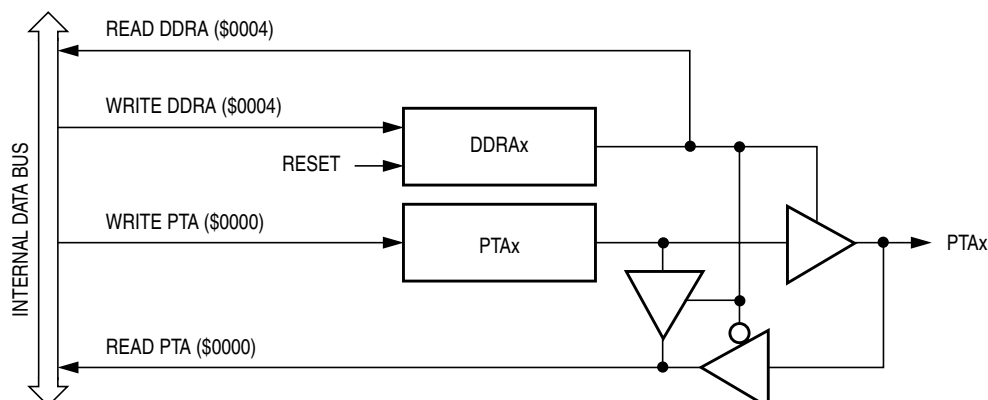 READ DDRA ($0004)
WRITE DDRA ($0004)
DDRAx
RESET
INTERNAL DATA BUS
WRITE PTA ($0000)
PTAx
PTAx
READ PTA ($0000)